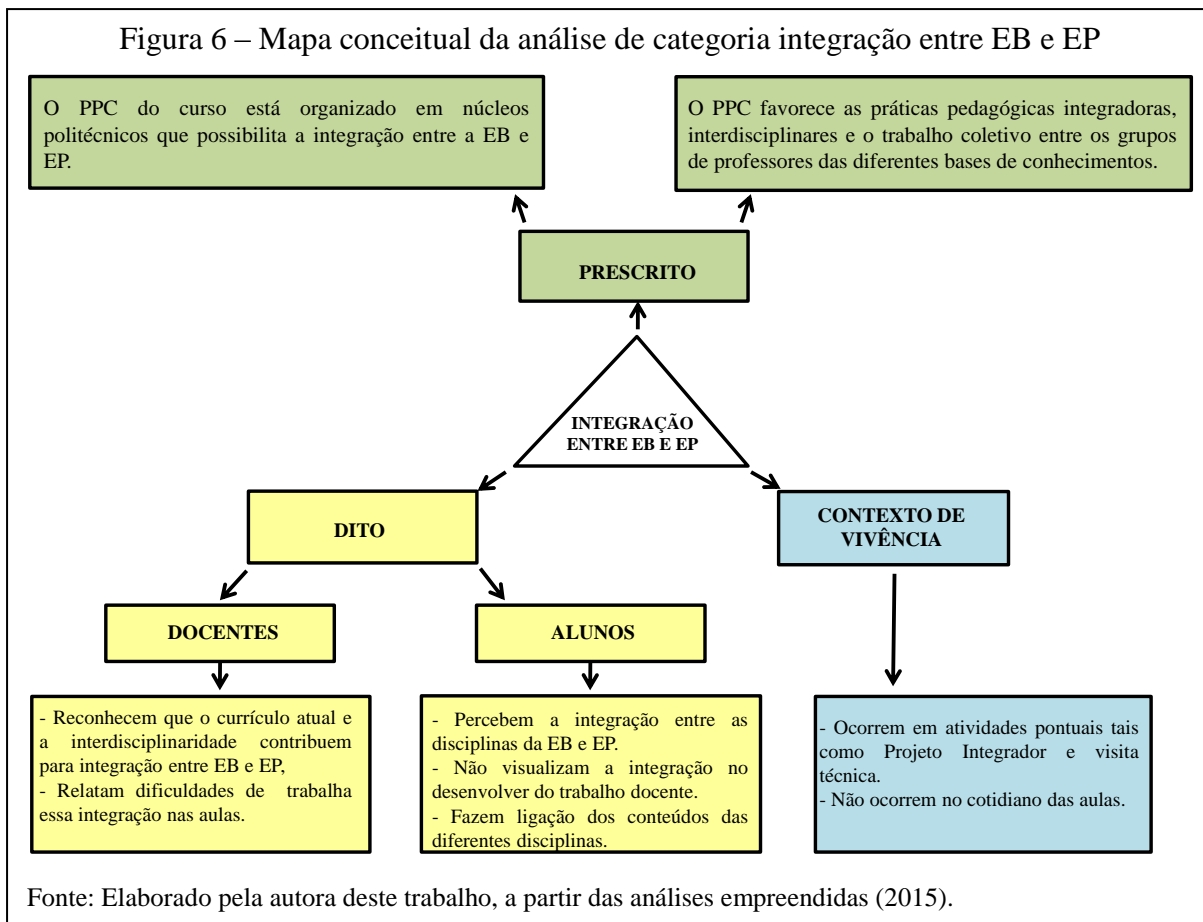 Figura 6 – Mapa conceitual da análise de categoria integração entre EB e EP
O PPC do curso está organizado em núcleos
politécnicos que possibilita a integração entre a EB e
EP.
O PPC favorece as práticas pedagógicas integradoras,
interdisciplinares e o trabalho coletivo entre os grupos
de professores das diferentes bases de conhecimentos.
PRESCRITO
INTEGRAÇÃO
ENTRE EB E EP
DITO
CONTEXTO DE
VIVÊNCIA
DOCENTES
ALUNOS
- Reconhecem que o currículo atual e
a interdisciplinaridade contribuem
para integração entre EB e EP,
- Relatam dificuldades de trabalha
essa integração nas aulas.
- Percebem a integração entre as
disciplinas da EB e EP.
- Não visualizam a integração no
desenvolver do trabalho docente.
- Fazem ligação dos conteúdos das
diferentes disciplinas.
- Ocorrem em atividades pontuais tais
como Projeto Integrador e visita
técnica.
- Não ocorrem no cotidiano das aulas.
Fonte: Elaborado pela autora deste trabalho, a partir das análises empreendidas (2015).